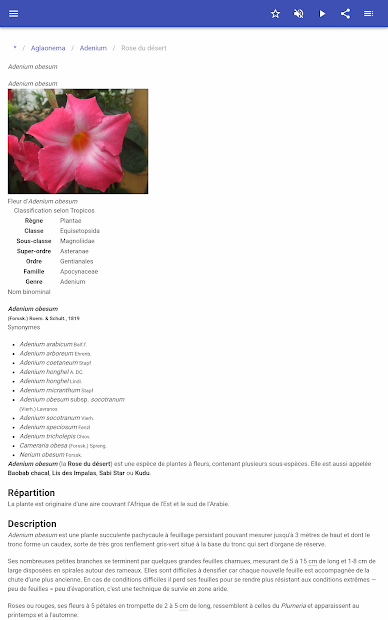 * / Aglaonema / Adenium / Rose du désert
Adenium obesum
Adenium obesum
Fleur d'Adenium obesum
Classification selon Tropicos
Règne Plantae
Classe Equisetopsida
Sous-classe Magnoliidae
Super-ordre Asteranae
Ordre Gentianales
Famille Apocynaceae
Genre Adenium
Nom binominal
Adenium obesum
(Forssk.) Roem. & Schult., 1819
Synonymes
Adenium arabicum Balf.f.
Adenium arboreum Ehrenb.
Adenium coetaneum Stapf
Adenium honghel A. DC.
Adenium honghel Lindl.
Adenium micranthum Stapf
Adenium obesum subsp. socotranum
(Vierh.) Lavranos
Adenium socotranum Vierh.
Adenium speciosum Fenzl
Adenium tricholepis Chiov.
Cameraria obesa (Forssk.) Spreng.
Nerium obesum Forssk.
Adenium obesum (la Rose du désert) est une espèce de plantes à fleurs, contenant plusieurs sous-espèces. Elle est aussi appelée
Baobab chacal, Lis des Impalas, Sabi Star ou Kudu.
Répartition
La plante est originaire d'une aire couvrant l'Afrique de l'Est et le sud de l'Arabie.
Description
Adenium obesum est une plante succulente pachycaule à feuillage persistant pouvant mesurer jusqu'à 3 mètres de haut et dont le
tronc forme un caudex, sorte de très gros renflement gris-vert situé à la base du tronc qui sert d'organe de réserve.
Ses nombreuses petites branches se terminent par quelques grandes feuilles charnues, mesurant de 5 à 15 cm de long et 1-8 cm de
large disposées en spirales autour des rameaux. Elles sont difficiles à densifier car chaque nouvelle feuille est accompagnée de la
chute d'une plus ancienne. En cas de conditions difficiles il perd ses feuilles pour se rendre plus résistant aux conditions extrêmes —
peu de feuilles = peu d'évaporation, c'est une technique de survie en zone aride.
Roses ou rouges, ses fleurs à 5 pétales en trompette de 2 à 5 cm de long, ressemblent à celles du Plumeria et apparaissent au
printemps et à l'automne.